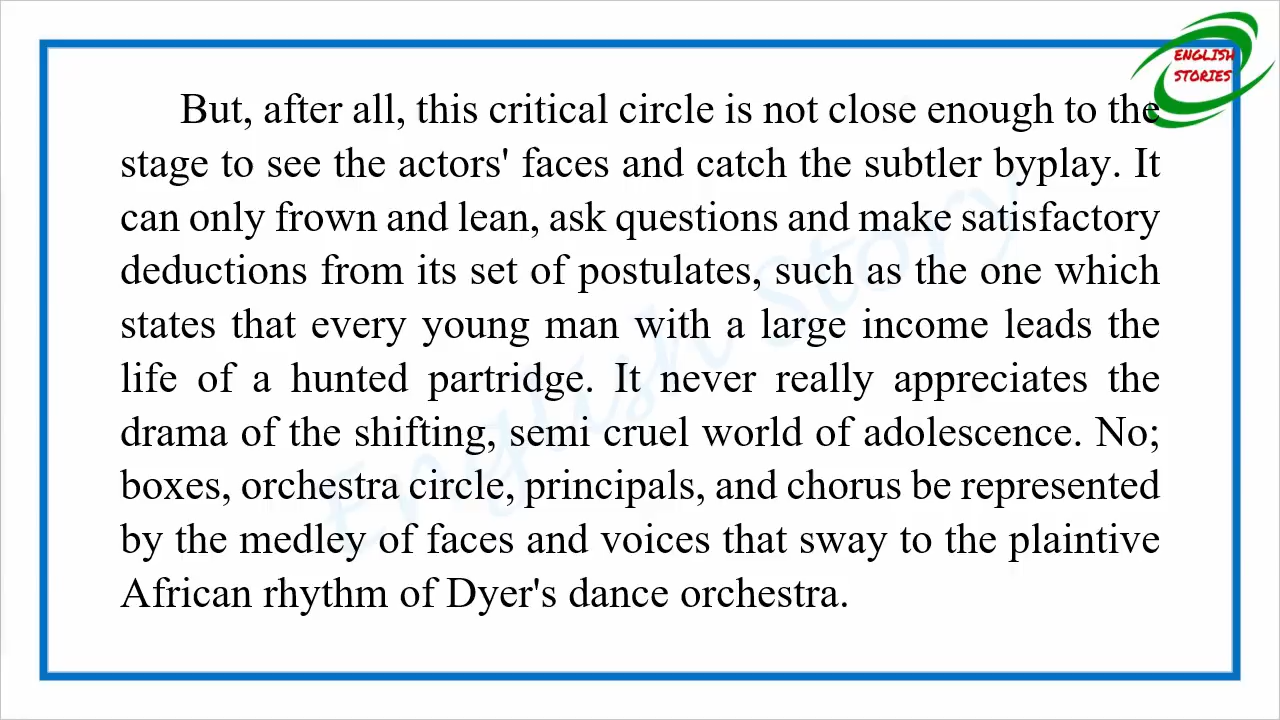 ENGLISH
STORIES
But, after all, this critical circle is not close enough to the
stage to see the actors' faces and catch the subtler byplay. It
can only frown and lean, ask questions and make satisfactory
deductions from its set of postulates, such as the one which
states that every young man with a large income leads the
life of a hunted partridge. It never really appreciates the
drama of the shifting, semi cruel world of adolescence. No;
boxes, orchestra circle, principals, and chorus be represented
by the medley of faces and voices that sway to the plaintive
African rhythm of Dyer's dance orchestra.
English Story